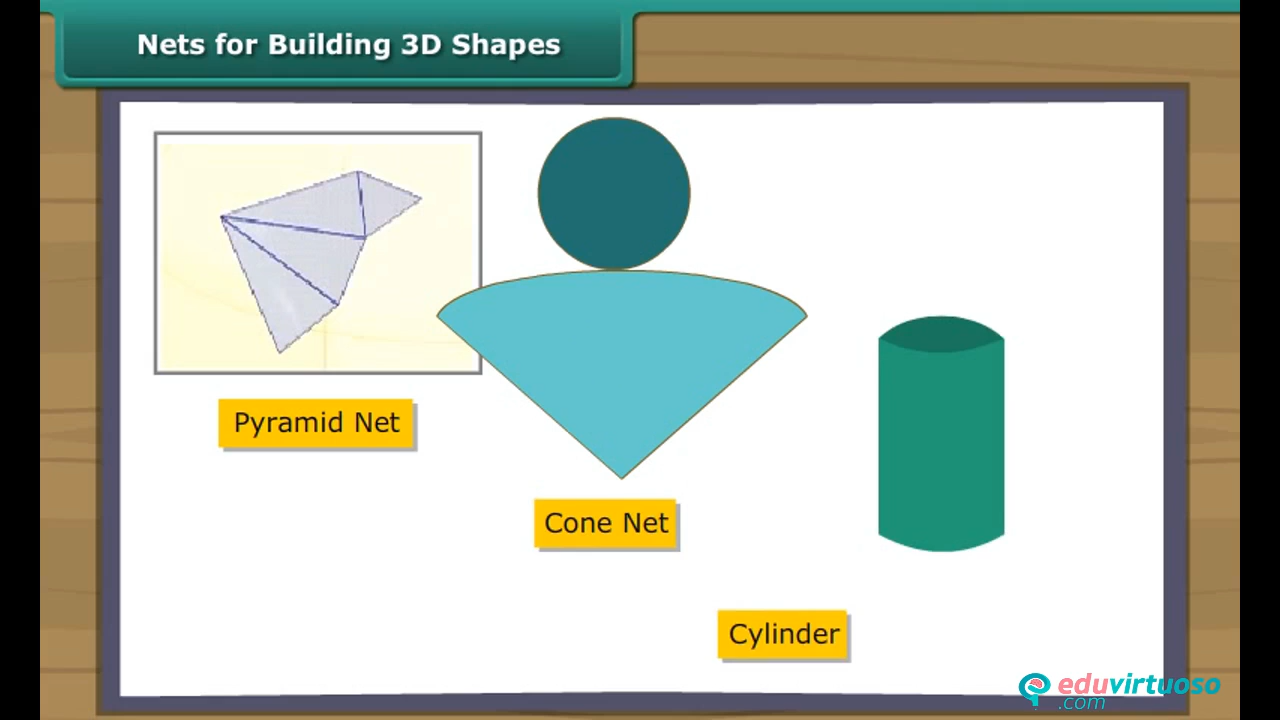 Nets for Building 3D Shapes
Pyramid Net
Cone Net
Cylinder
eduvirtuoso
.com